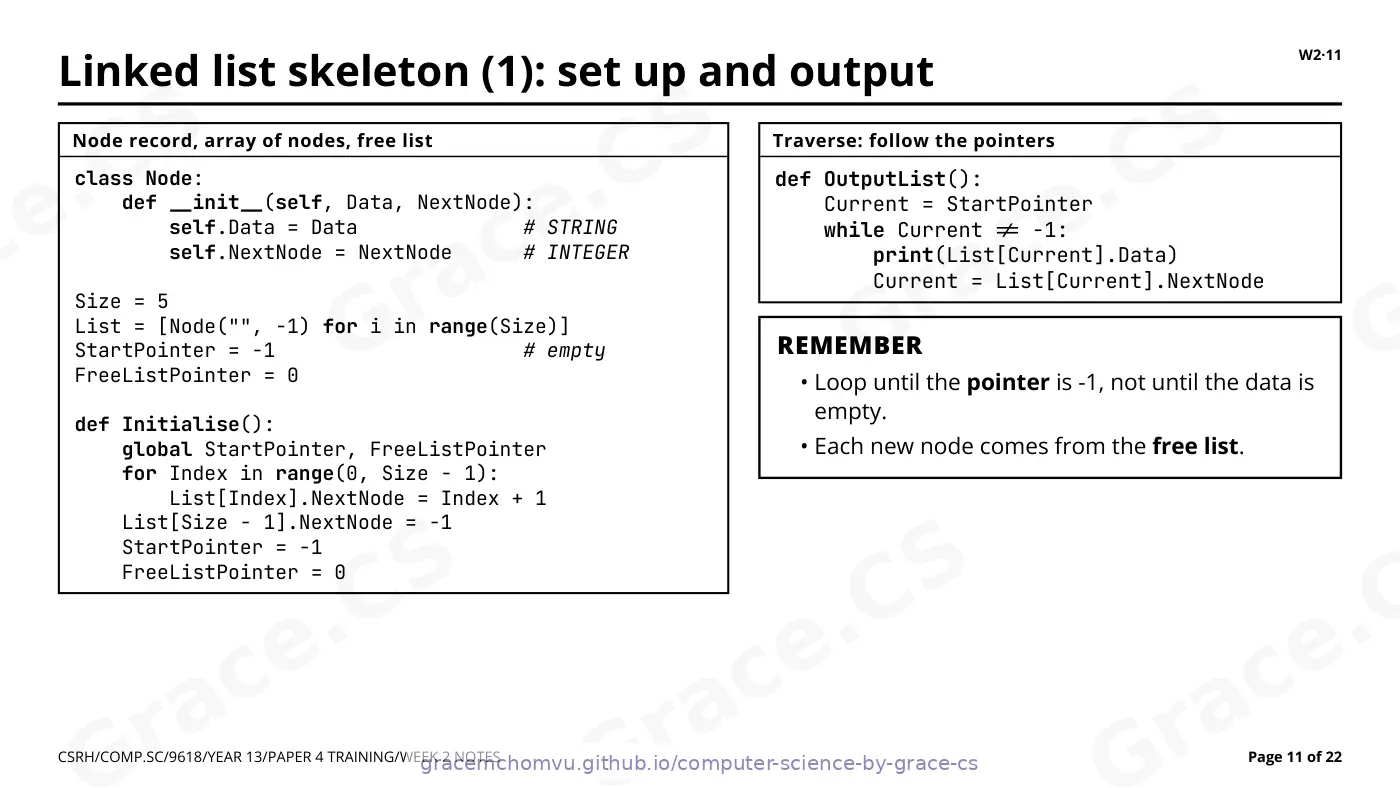 Linked list skeleton (1): set up and output
W2·11
Node record, array of nodes, free list
class Node:
    def __init__(self, Data, NextNode):
        self.Data = Data              # STRING
        self.NextNode = NextNode      # INTEGER

Size = 5
List = [Node("", -1) for i in range(Size)]
StartPointer = -1                     # empty
FreeListPointer = 0

def Initialise():
    global StartPointer, FreeListPointer
    for Index in range(0, Size - 1):
        List[Index].NextNode = Index + 1
    List[Size - 1].NextNode = -1
    StartPointer = -1
    FreeListPointer = 0
Traverse: follow the pointers
def OutputList():
    Current = StartPointer
    while Current ≠ -1:
        print(List[Current].Data)
        Current = List[Current].NextNode
REMEMBER
• Loop until the pointer is -1, not until the data is
empty.
• Each new node comes from the free list.
CSRH/COMP.SC/9618/YEAR 13/PAPER 4 TRAINING/WEEK 2 NOTES
gracemchomvu.github.io/computer-science-by-grace-cs
Page 11 of 22
Grace.CS